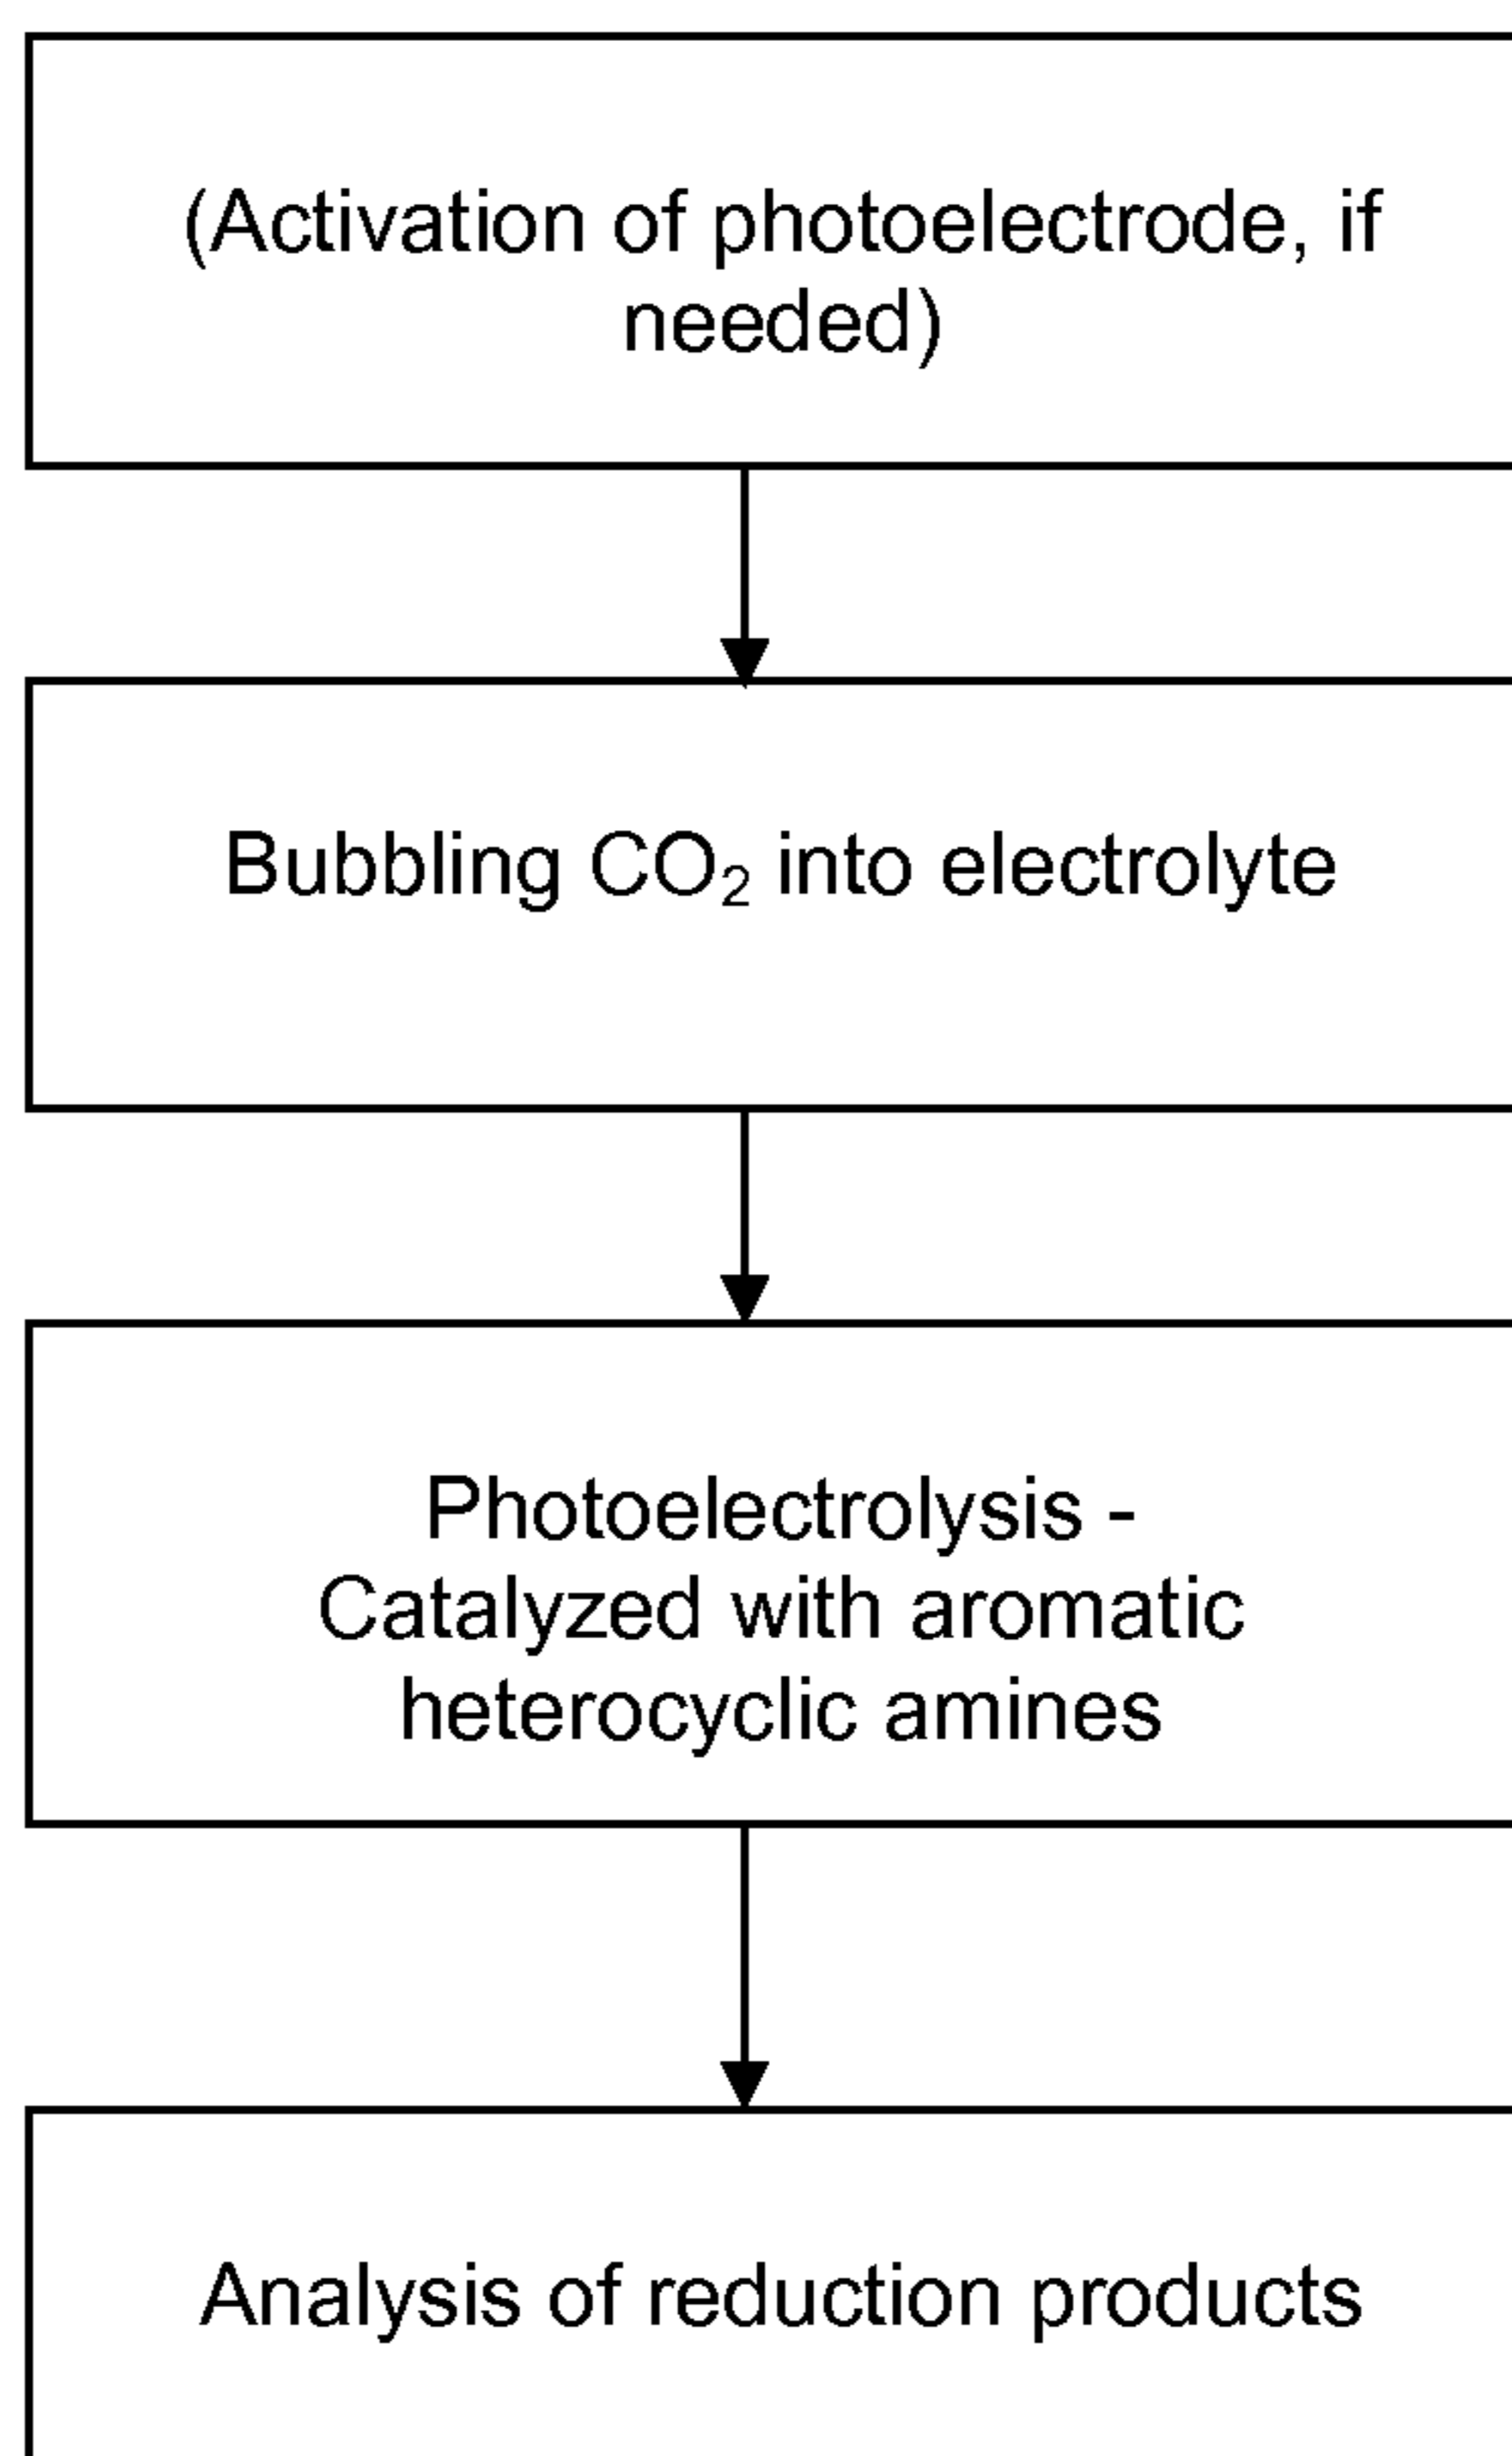 (Activation of photoelectrode, if
needed)
Bubbling CO₂ into electrolyte
Photoelectrolysis -
Catalyzed with aromatic
heterocyclic amines
Analysis of reduction products